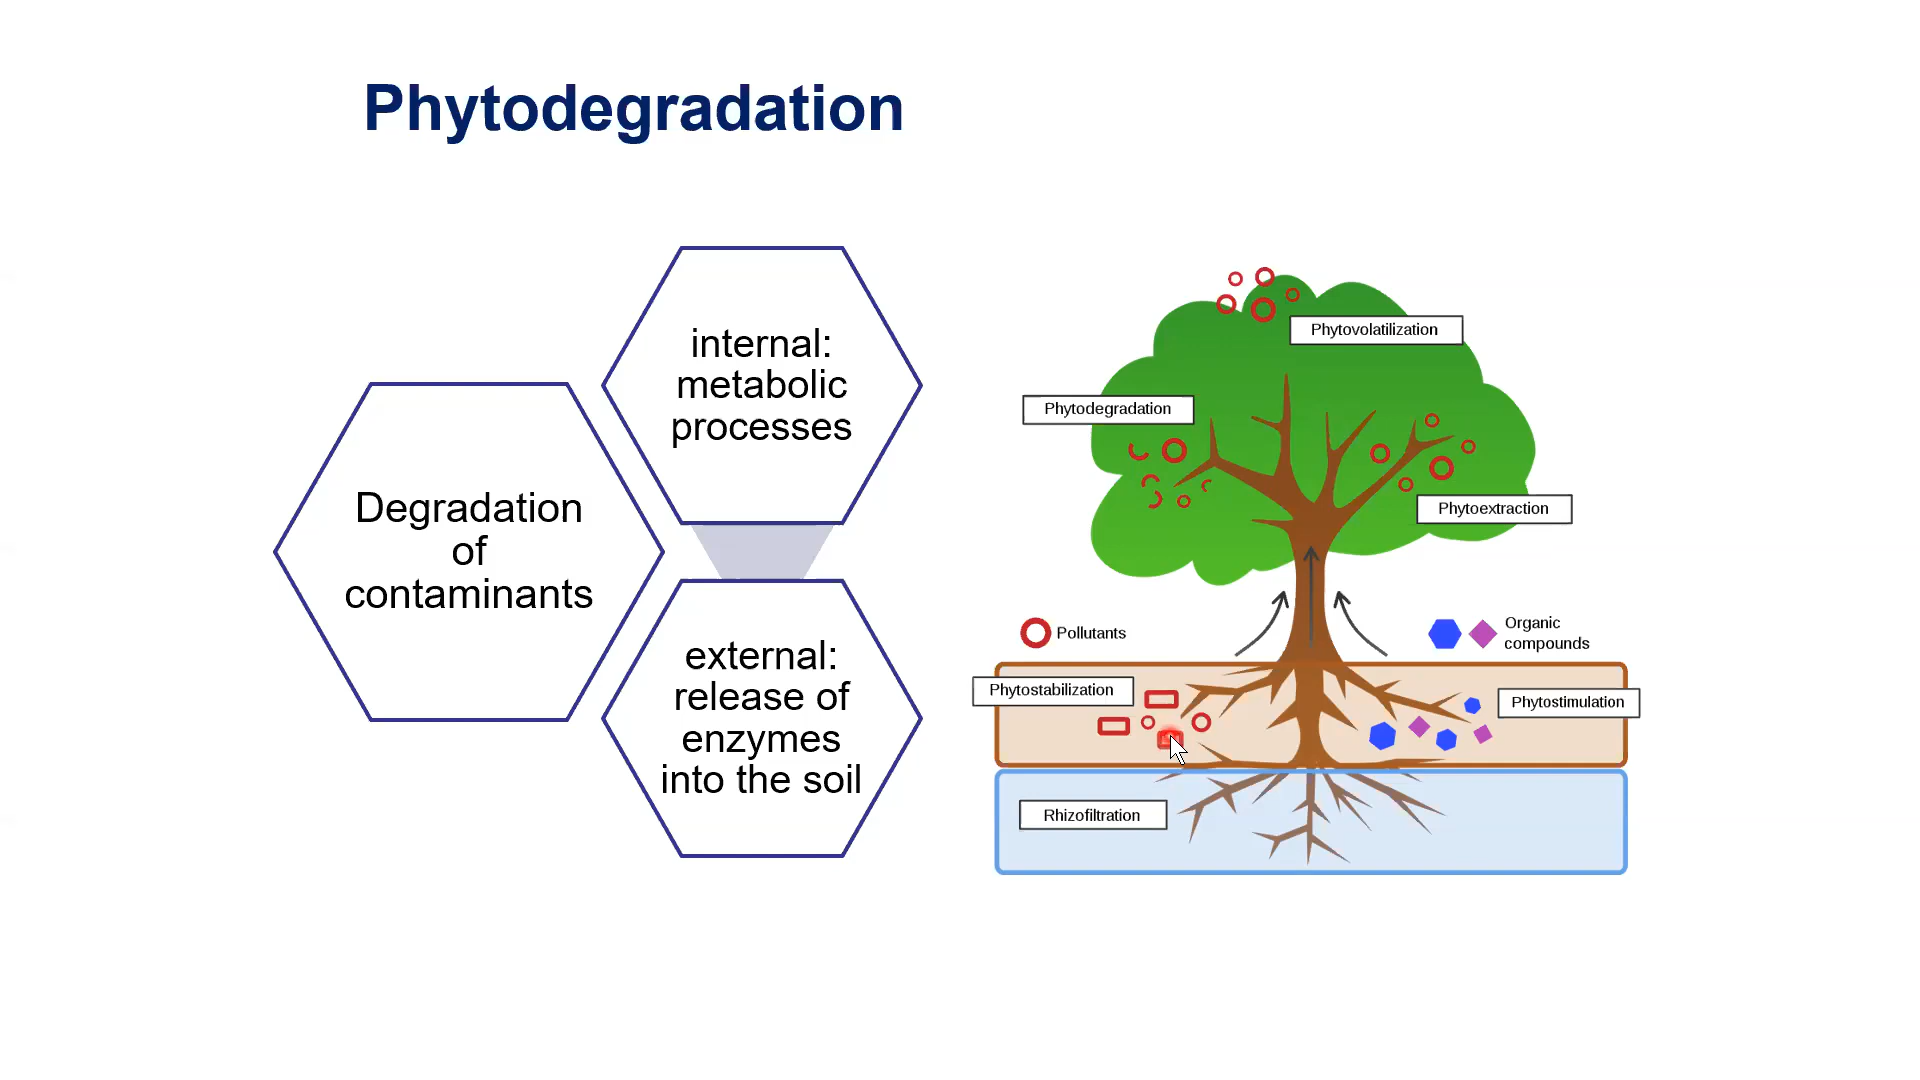 Phytodegradation
Degradation
of
contaminants
internal:
metabolic
processes
external:
release of
enzymes
into the soil
Phytovolatilization
Phytodegradation
Phytoextraction
Pollutants
Organic
compounds
Phytostabilization
Phytostimulation
Rhizofiltration